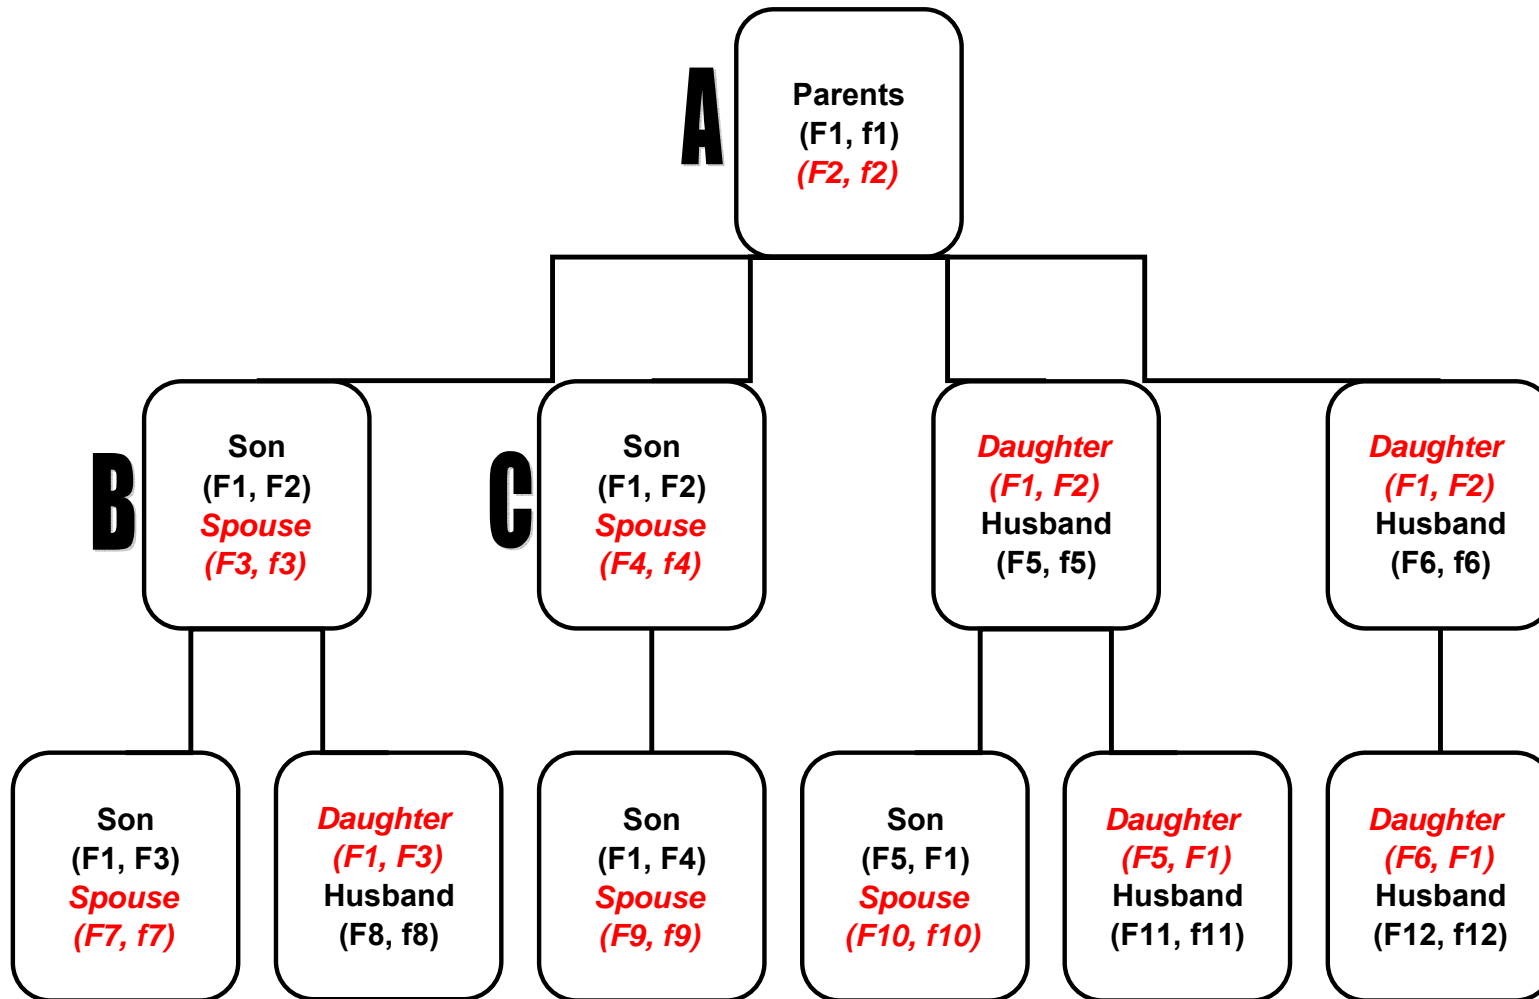 A
Parents
(F1, f1)
(F2, f2)
B
Son
(F1, F2)
Spouse
(F3, f3)
C
Son
(F1, F2)
Spouse
(F4, f4)
Daughter
(F1, F2)
Husband
(F5, f5)
Daughter
(F1, F2)
Husband
(F6, f6)
Son
(F1, F3)
Spouse
(F7, f7)
Daughter
(F1, F3)
Husband
(F8, f8)
Son
(F1, F4)
Spouse
(F9, f9)
Son
(F5, F1)
Spouse
(F10, f10)
Daughter
(F5, F1)
Husband
(F11, f11)
Daughter
(F6, F1)
Husband
(F12, f12)